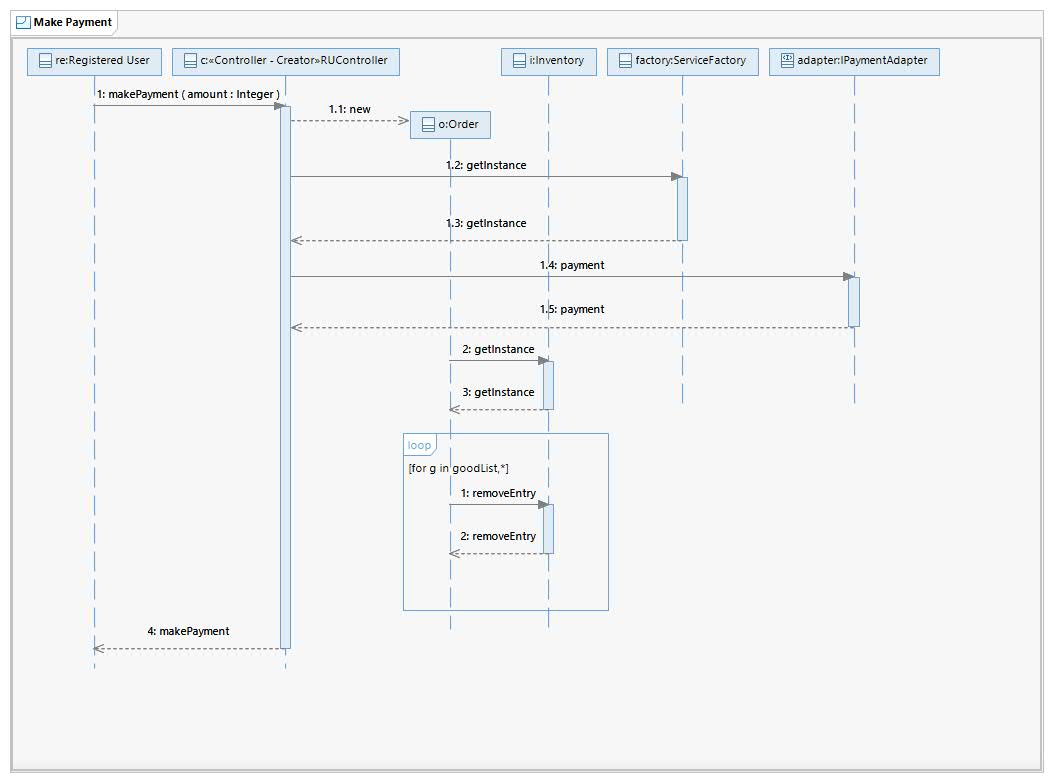 Make Payment
re:Registered User
c:«Controller - Creator»RUController
i:Inventory
factory:ServiceFactory
adapter:IPaymentAdapter
1: makePayment ( amount : Integer )
1.1: new
o:Order
1.2: getInstance
1.3: getInstance
1.4: payment
1.5: payment
2: getInstance
3: getInstance
loop
[for g in goodList,*]
1: removeEntry
2: removeEntry
4: makePayment